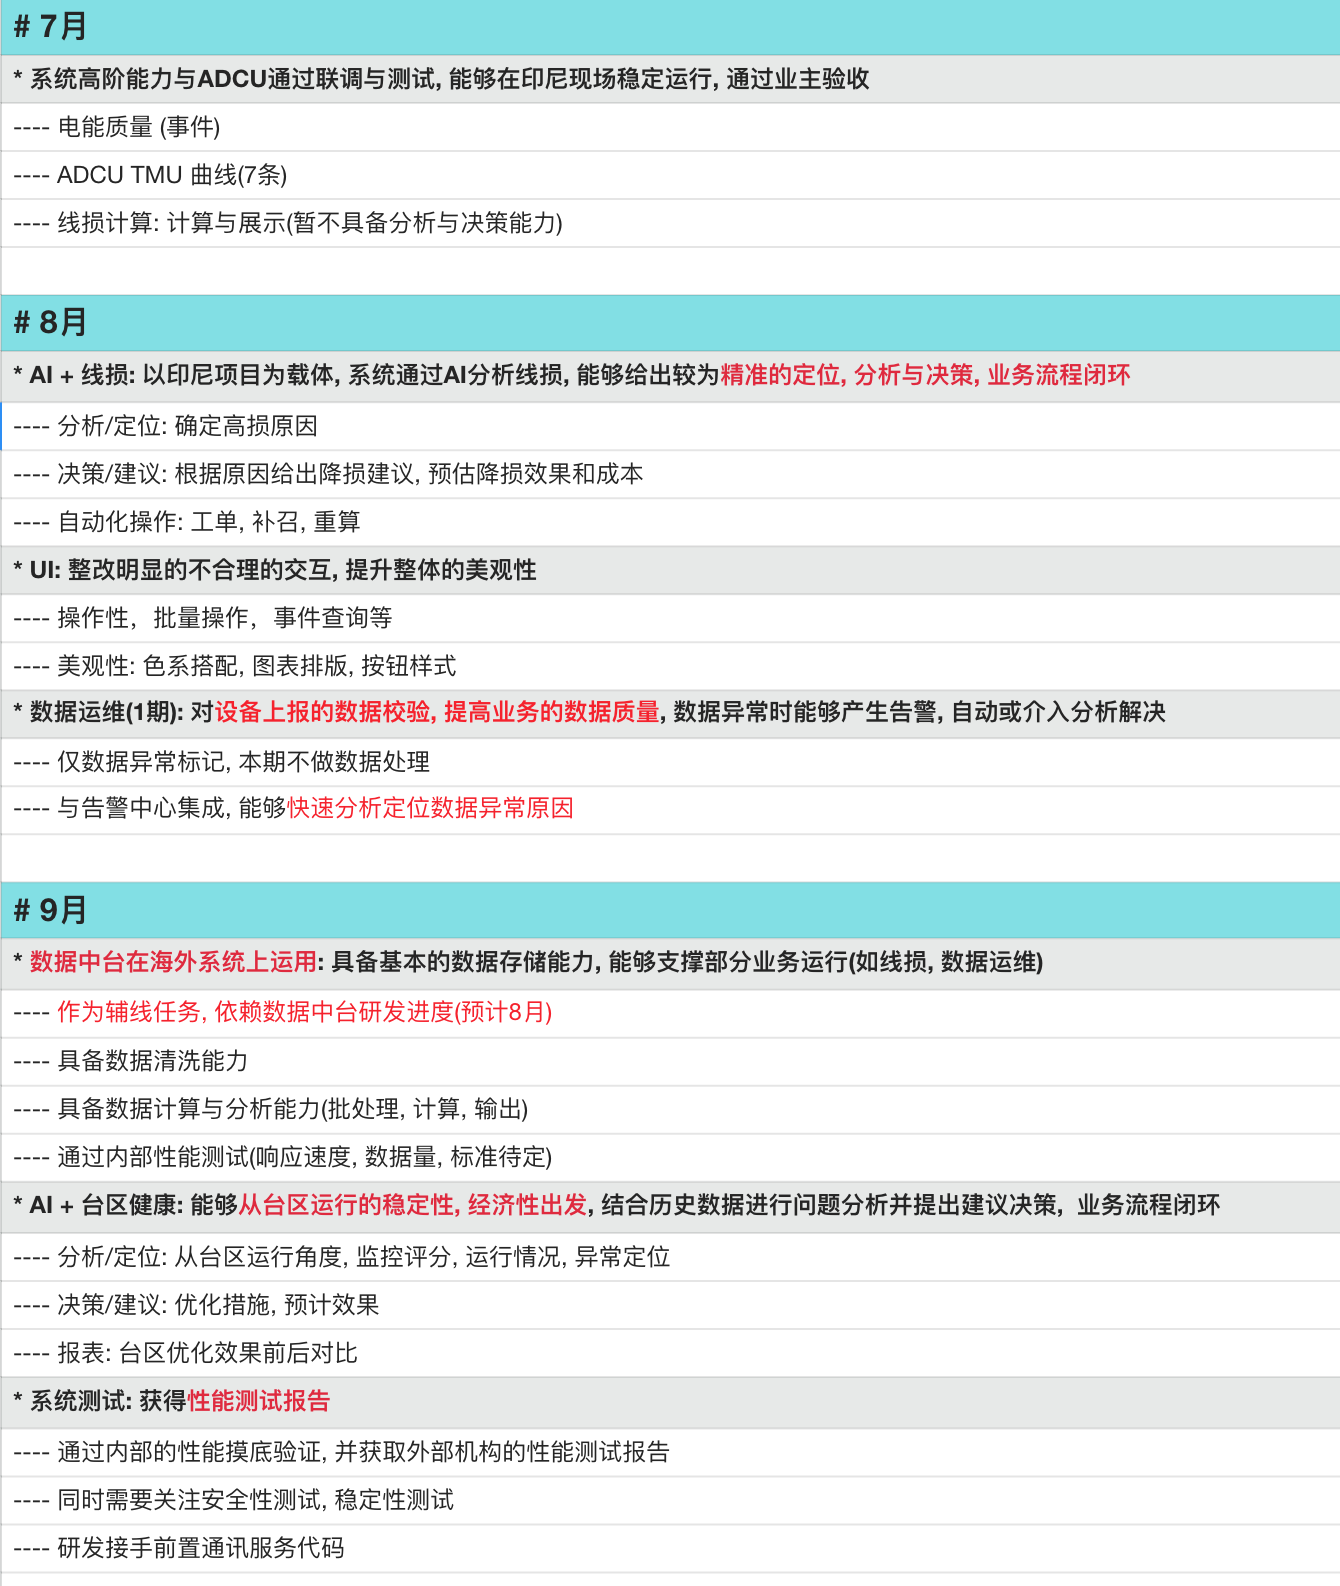 # 7月
* 系统高阶能力与ADCU通过联调与测试, 能够在印尼现场稳定运行, 通过业主验收
---- 电能质量 (事件)
---- ADCU TMU 曲线(7条)
---- 线损计算: 计算与展示(暂不具备分析与决策能力)
# 8月
* AI + 线损: 以印尼项目为载体, 系统通过AI分析线损, 能够给出较为精准的定位, 分析与决策, 业务流程闭环
---- 分析/定位: 确定高损原因
---- 决策/建议: 根据原因给出降损建议, 预估降损效果和成本
---- 自动化操作: 工单, 补召, 重算
* UI: 整改明显的不合理的交互, 提升整体的美观性
---- 操作性，批量操作，事件查询等
---- 美观性: 色系搭配, 图表排版, 按钮样式
* 数据运维(1期): 对设备上报的数据校验, 提高业务的数据质量, 数据异常时能够产生告警, 自动或介入分析解决
---- 仅数据异常标记, 本期不做数据处理
---- 与告警中心集成, 能够快速分析定位数据异常原因
# 9月
* 数据中台在海外系统上运用: 具备基本的数据存储能力, 能够支撑部分业务运行(如线损, 数据运维)
---- 作为辅线任务, 依赖数据中台研发进度(预计8月)
---- 具备数据清洗能力
---- 具备数据计算与分析能力(批处理, 计算, 输出)
---- 通过内部性能测试(响应速度, 数据量, 标准待定)
* AI + 台区健康: 能够从台区运行的稳定性, 经济性出发, 结合历史数据进行问题分析并提出建议决策，业务流程闭环
---- 分析/定位: 从台区运行角度, 监控评分, 运行情况, 异常定位
---- 决策/建议: 优化措施, 预计效果
---- 报表: 台区优化效果前后对比
* 系统测试: 获得性能测试报告
---- 通过内部的性能摸底验证, 并获取外部机构的性能测试报告
---- 同时需要关注安全性测试, 稳定性测试
---- 研发接手前置通讯服务代码